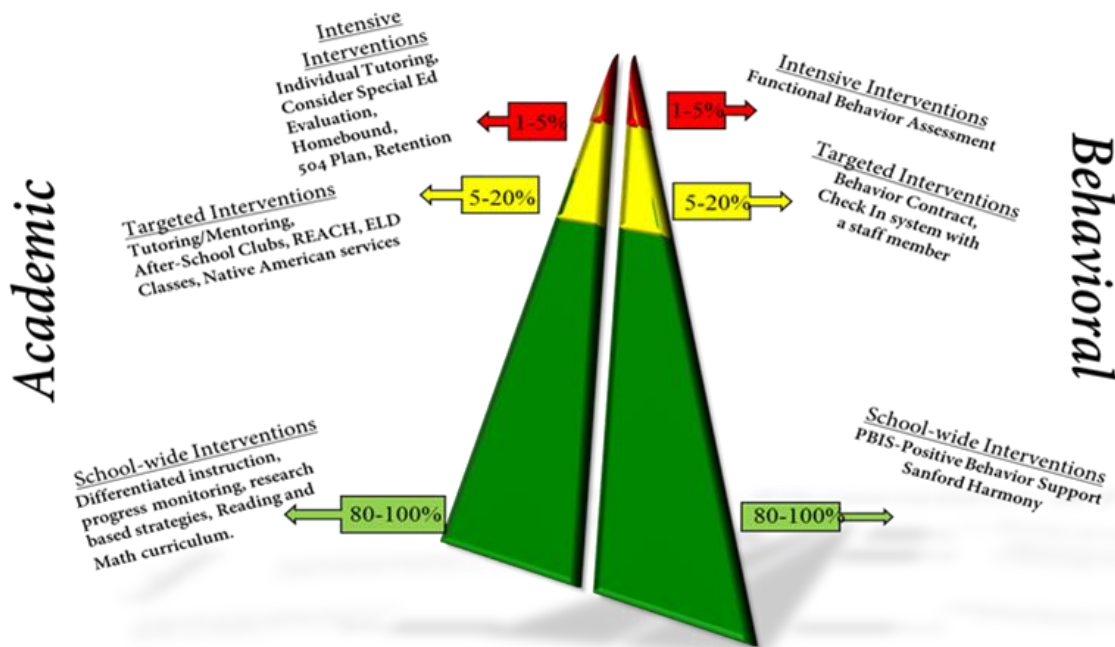 Academic
Intensive
Interventions
Individual Tutoring,
Consider Special Ed
Evaluation,
Homebound,
504 Plan, Retention
1-5%
Targeted Interventions
Tutoring/Mentoring,
After-School Clubs, REACH, ELD
Classes, Native American services
5-20%
School-wide Interventions
Differentiated instruction,
progress monitoring, research
based strategies, Reading and
Math curriculum.
80-100%
Behavioral
1-5%
Intensive Interventions
Functional Behavior Assessment
5-20%
Targeted Interventions
Behavior Contract,
Check In system with
a staff member
80-100%
School-wide Interventions
PBIS-Positive Behavior Support
Sanford Harmony